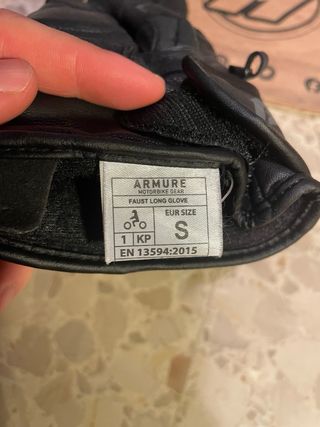 ARMURE
MOTORBIKE GEAR
FAUST LONG GLOVE
EUR SIZE
1 KP
S
EN 13594:2015